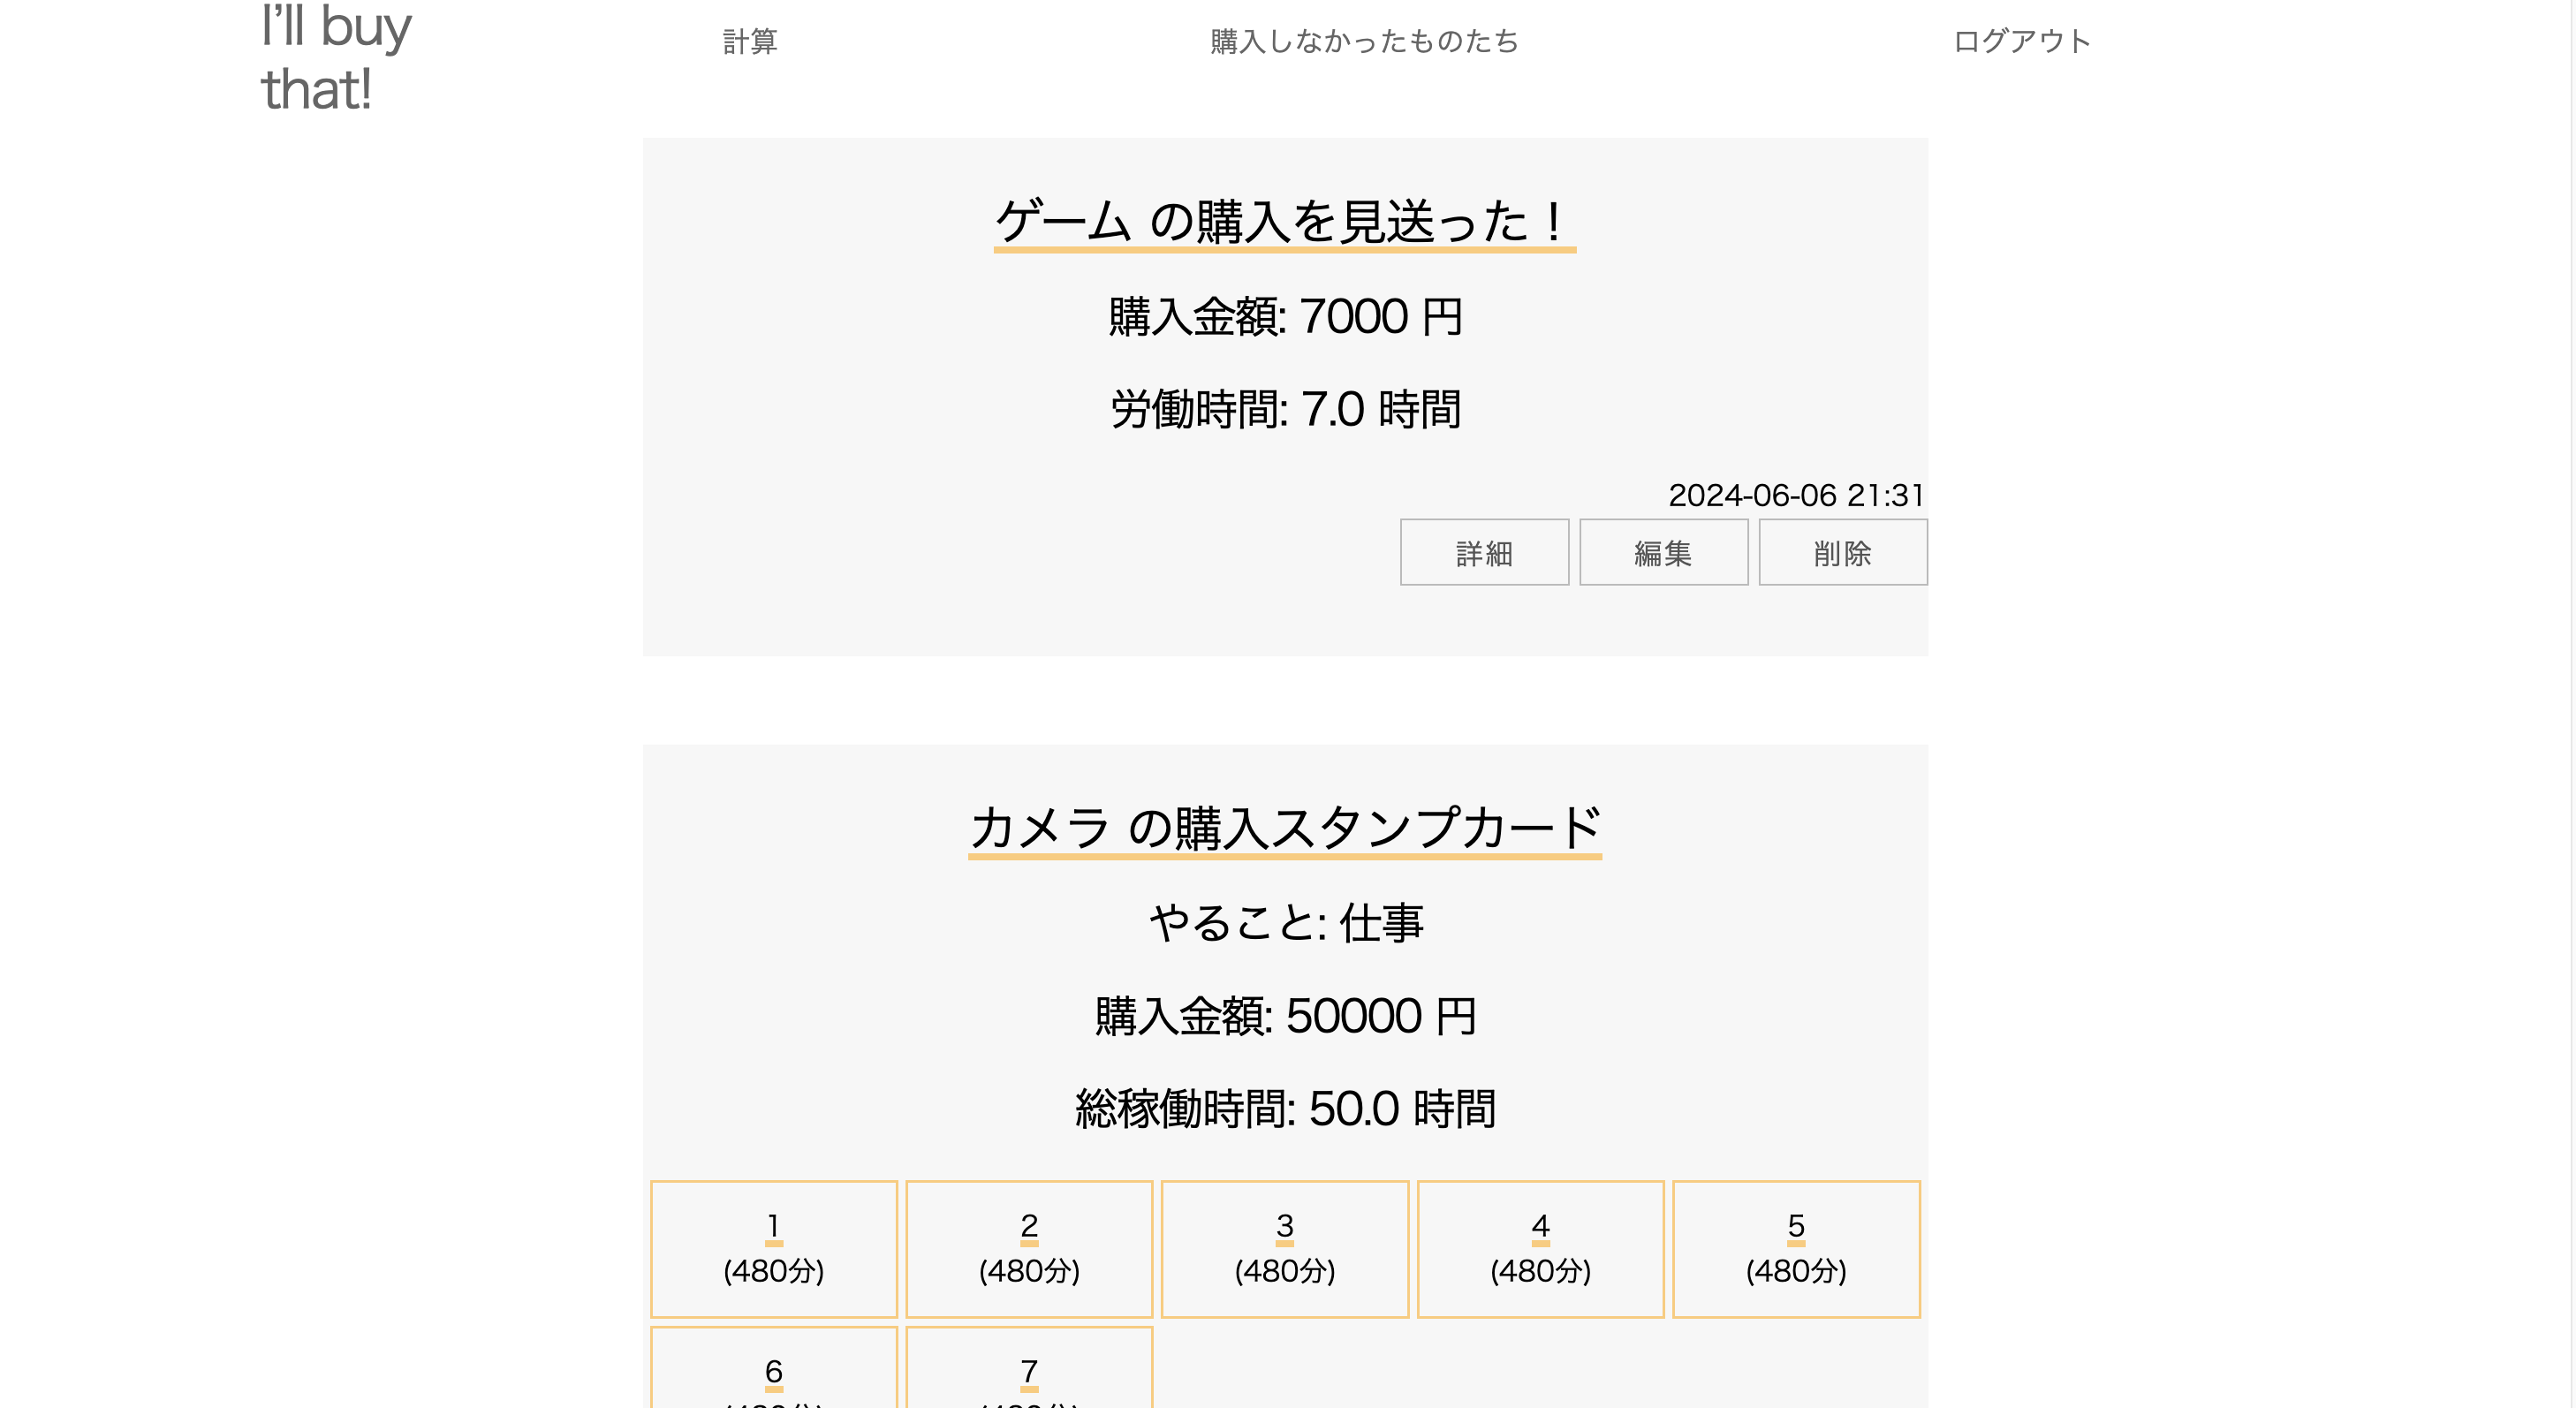 I'll buy
that!
計算
購入しなかったものたち
ログアウト
ゲーム の購入を見送った！
購入金額: 7000 円
労働時間: 7.0 時間
2024-06-06 21:31
詳細
編集
削除
カメラ の購入スタンプカード
やること: 仕事
購入金額: 50000 円
総稼働時間: 50.0 時間
1
(480分)
2
(480分)
3
(480分)
4
(480分)
5
(480分)
6
7